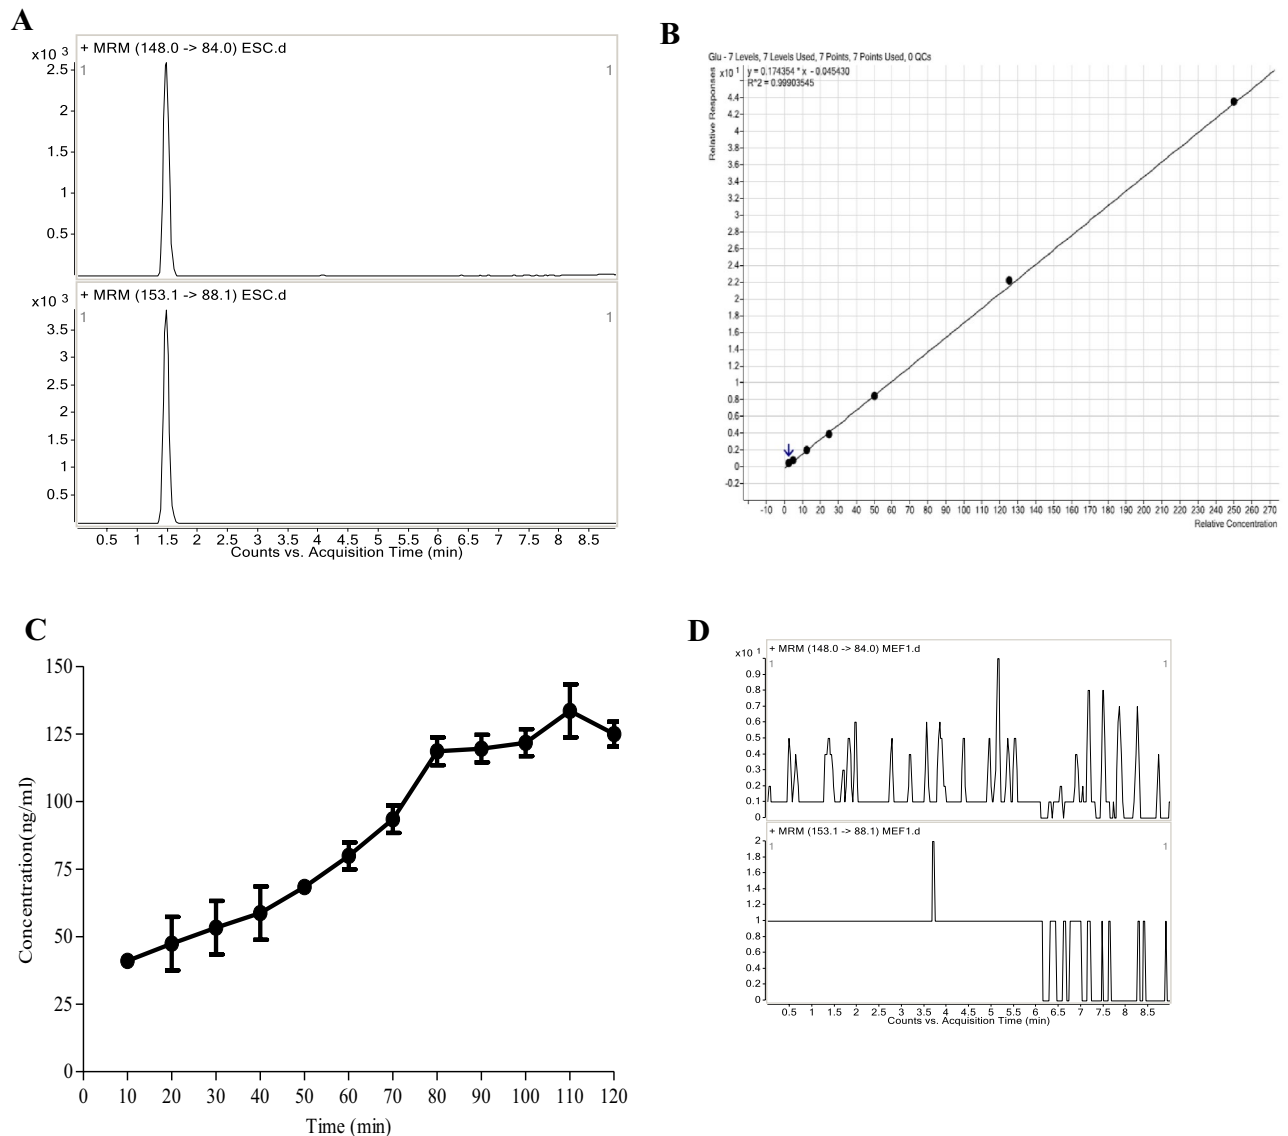 A
+ MRM (148.0 -> 84.0) ESC.d
x10 3
1 1
2.5
2
1.5
1
0.5
+ MRM (153.1 -> 88.1) ESC.d
x10 3
1 1
3.5
3
2.5
2
1.5
1
0.5
0.5 1 1.5 2 2.5 3 3.5 4 4.5 5 5.5 6 6.5 7 7.5 8 8.5
Counts vs. Acquisition Time (min)
B
Glu - 7 Levels, 7 Levels Used, 7 Points, 7 Points Used, 0 QCs
Relative Responses
x10 1
y = 0.174354 * x - 0.045430
R^2 = 0.99903545
4.4
4.2
4
3.8
3.6
3.4
3.2
3
2.8
2.6
2.4
2.2
2
1.8
1.6
1.4
1.2
1
0.8
0.6
0.4
0.2
0
-0.2
-10 0 10 20 30 40 50 60 70 80 90 100 110 120 130 140 150 160 170 180 190 200 210 220 230 240 250 260 270
Relative Concentration
C
Concentration(ng/ml)
150
125
100
75
50
25
0
0 10 20 30 40 50 60 70 80 90 100 110 120
Time (min)
D
+ MRM (148.0 -> 84.0) MEF1.d
x10 1
1 1
0.9
0.8
0.7
0.6
0.5
0.4
0.3
0.2
0.1
0
+ MRM (153.1 -> 88.1) MEF1.d
1 1
2
1.8
1.6
1.4
1.2
1
0.8
0.6
0.4
0.2
0
0.5 1 1.5 2 2.5 3 3.5 4 4.5 5 5.5 6 6.5 7 7.5 8 8.5
Counts vs. Acquisition Time (min)